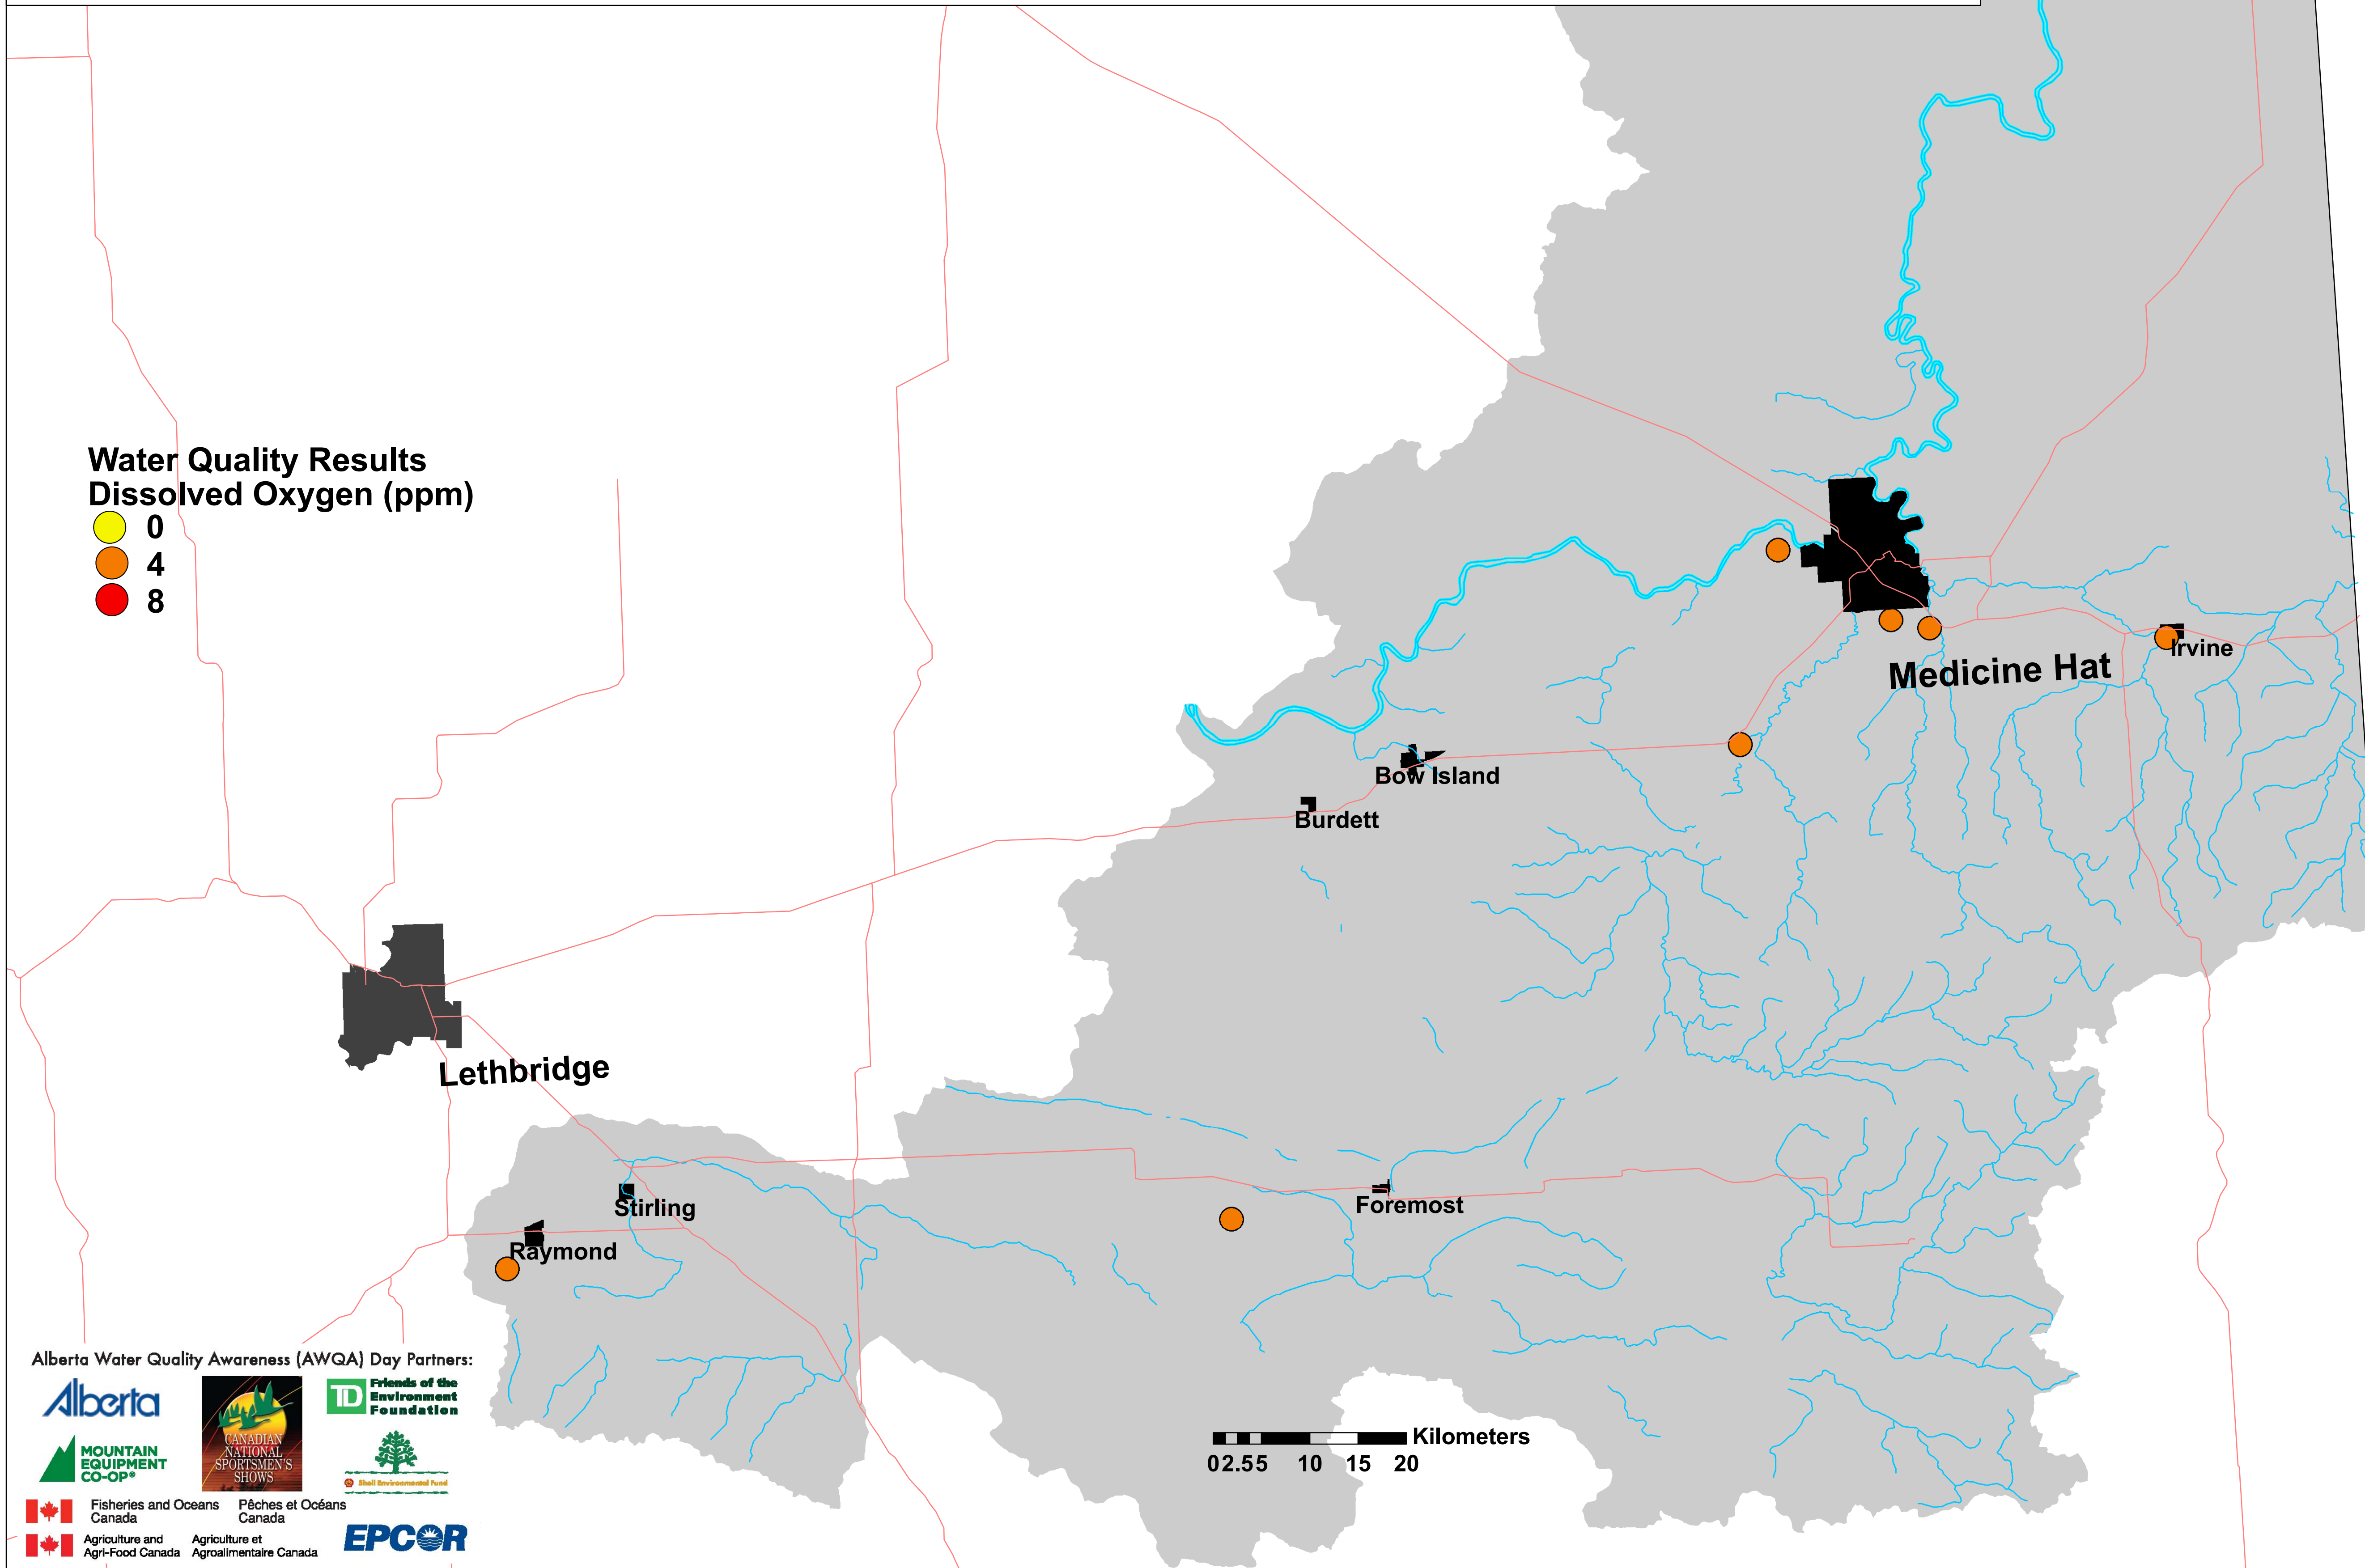 Water Quality Results
Dissolved Oxygen (ppm)
0
4
8
Irvine
Medicine Hat
Bow Island
Burdett
Lethbridge
Stirling
Foremost
Raymond
Alberta Water Quality Awareness (AWQA) Day Partners:
Alberta
CANADIAN
NATIONAL
SPORTSMEN'S
SHOWS
TD
Friends of the
Environment
Foundation
MOUNTAIN
EQUIPMENT
CO-OP®
Shell Environmental Fund
Fisheries and Oceans
Canada
Pêches et Océans
Canada
Agriculture and
Agri-Food Canada
Agriculture et
Agroalimentaire Canada
EPCOR
Kilometers
0 2.5 5 10 15 20